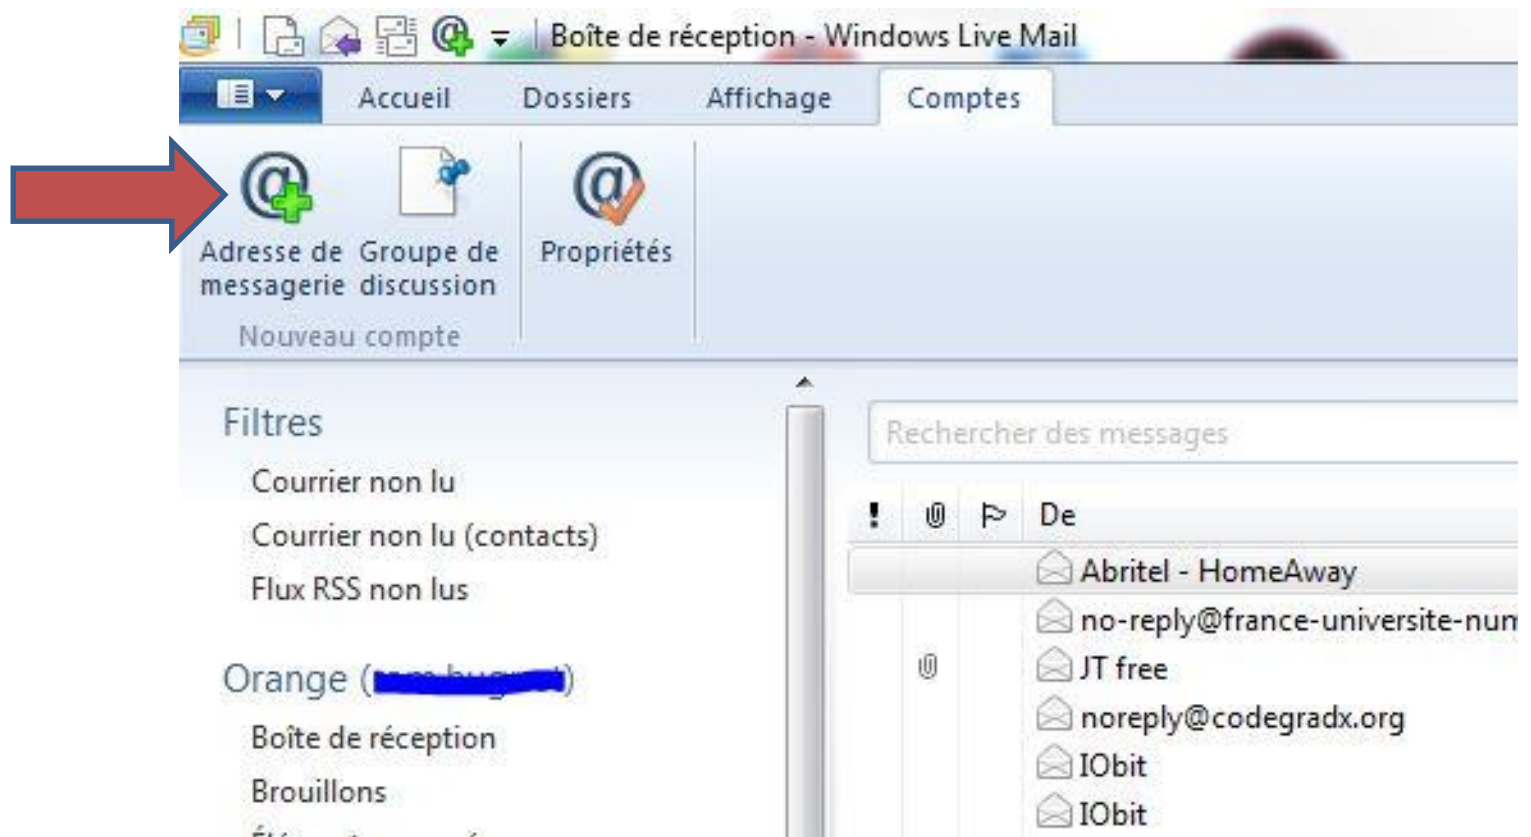 Boîte de réception - Windows Live Mail
Accueil Dossiers Affichage Comptes
Adresse de messagerie
Groupe de discussion
Propriétés
Nouveau compte
Filtres
Courrier non lu
Courrier non lu (contacts)
Flux RSS non lus
Orange (
Boîte de réception
Brouillons
Rechercher des messages
! De
Abritel - HomeAway
no-reply@france-universite-num
JT free
noreply@codegradx.org
IObit
IObit